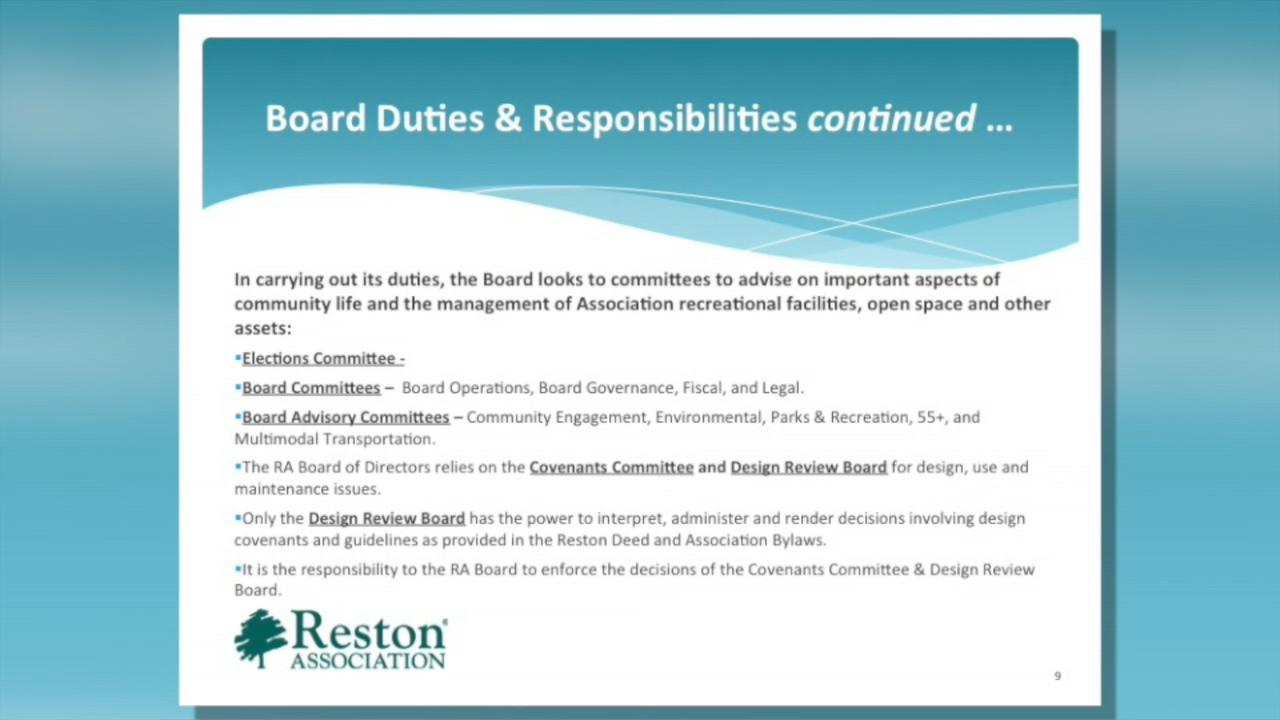 Board Duties & Responsibilities continued ...
In carrying out its duties, the Board looks to committees to advise on important aspects of
community life and the management of Association recreational facilities, open space and other
assets:
▪Elections Committee -
▪Board Committees – Board Operations, Board Governance, Fiscal, and Legal.
▪Board Advisory Committees – Community Engagement, Environmental, Parks & Recreation, 55+, and
Multimodal Transportation.
▪The RA Board of Directors relies on the Covenants Committee and Design Review Board for design, use and
maintenance issues.
▪Only the Design Review Board has the power to interpret, administer and render decisions involving design
covenants and guidelines as provided in the Reston Deed and Association Bylaws.
▪It is the responsibility to the RA Board to enforce the decisions of the Covenants Committee & Design Review
Board.
Reston
ASSOCIATION
9